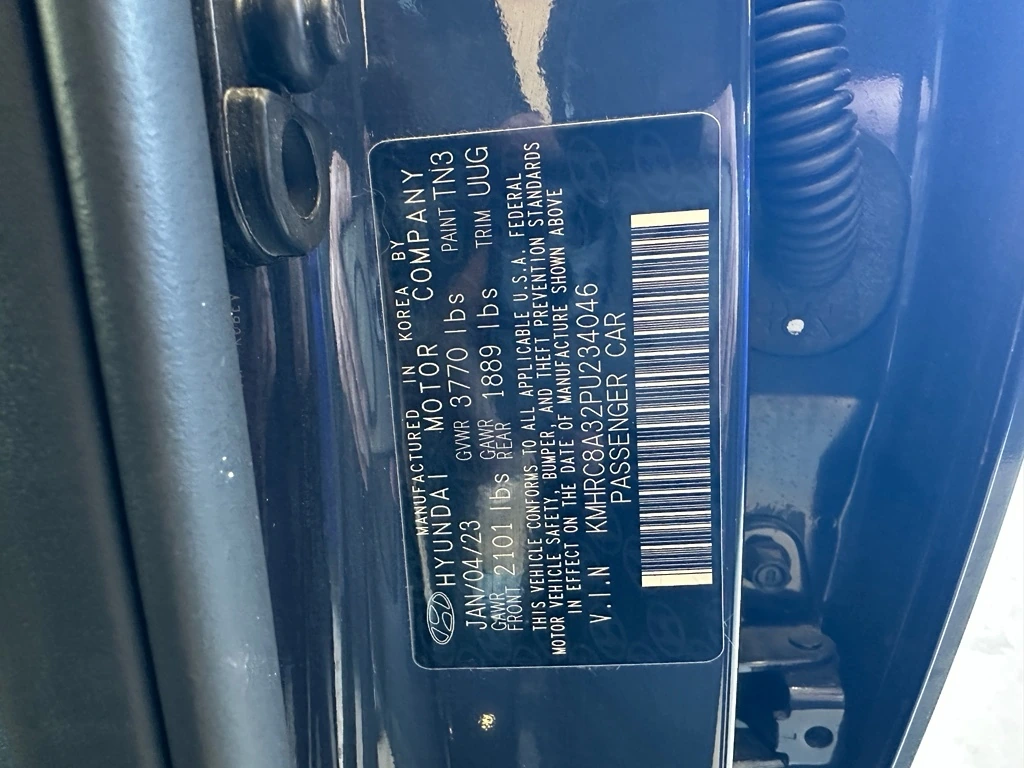 MANUFACTURED IN KOREA BY
HYUNDAI MOTOR COMPANY
JAN/04/23 GVWR 3770 lbs PAINT TN3
GAWR FRONT 2101 lbs GAWR REAR 1889 lbs TRIM UUG
THIS VEHICLE CONFORMS TO ALL APPLICABLE U.S.A. FEDERAL
MOTOR VEHICLE SAFETY, BUMPER, AND THEFT PREVENTION STANDARDS
IN EFFECT ON THE DATE OF MANUFACTURE SHOWN ABOVE
V.I.N KMHRC8A32PU234046
PASSENGER CAR